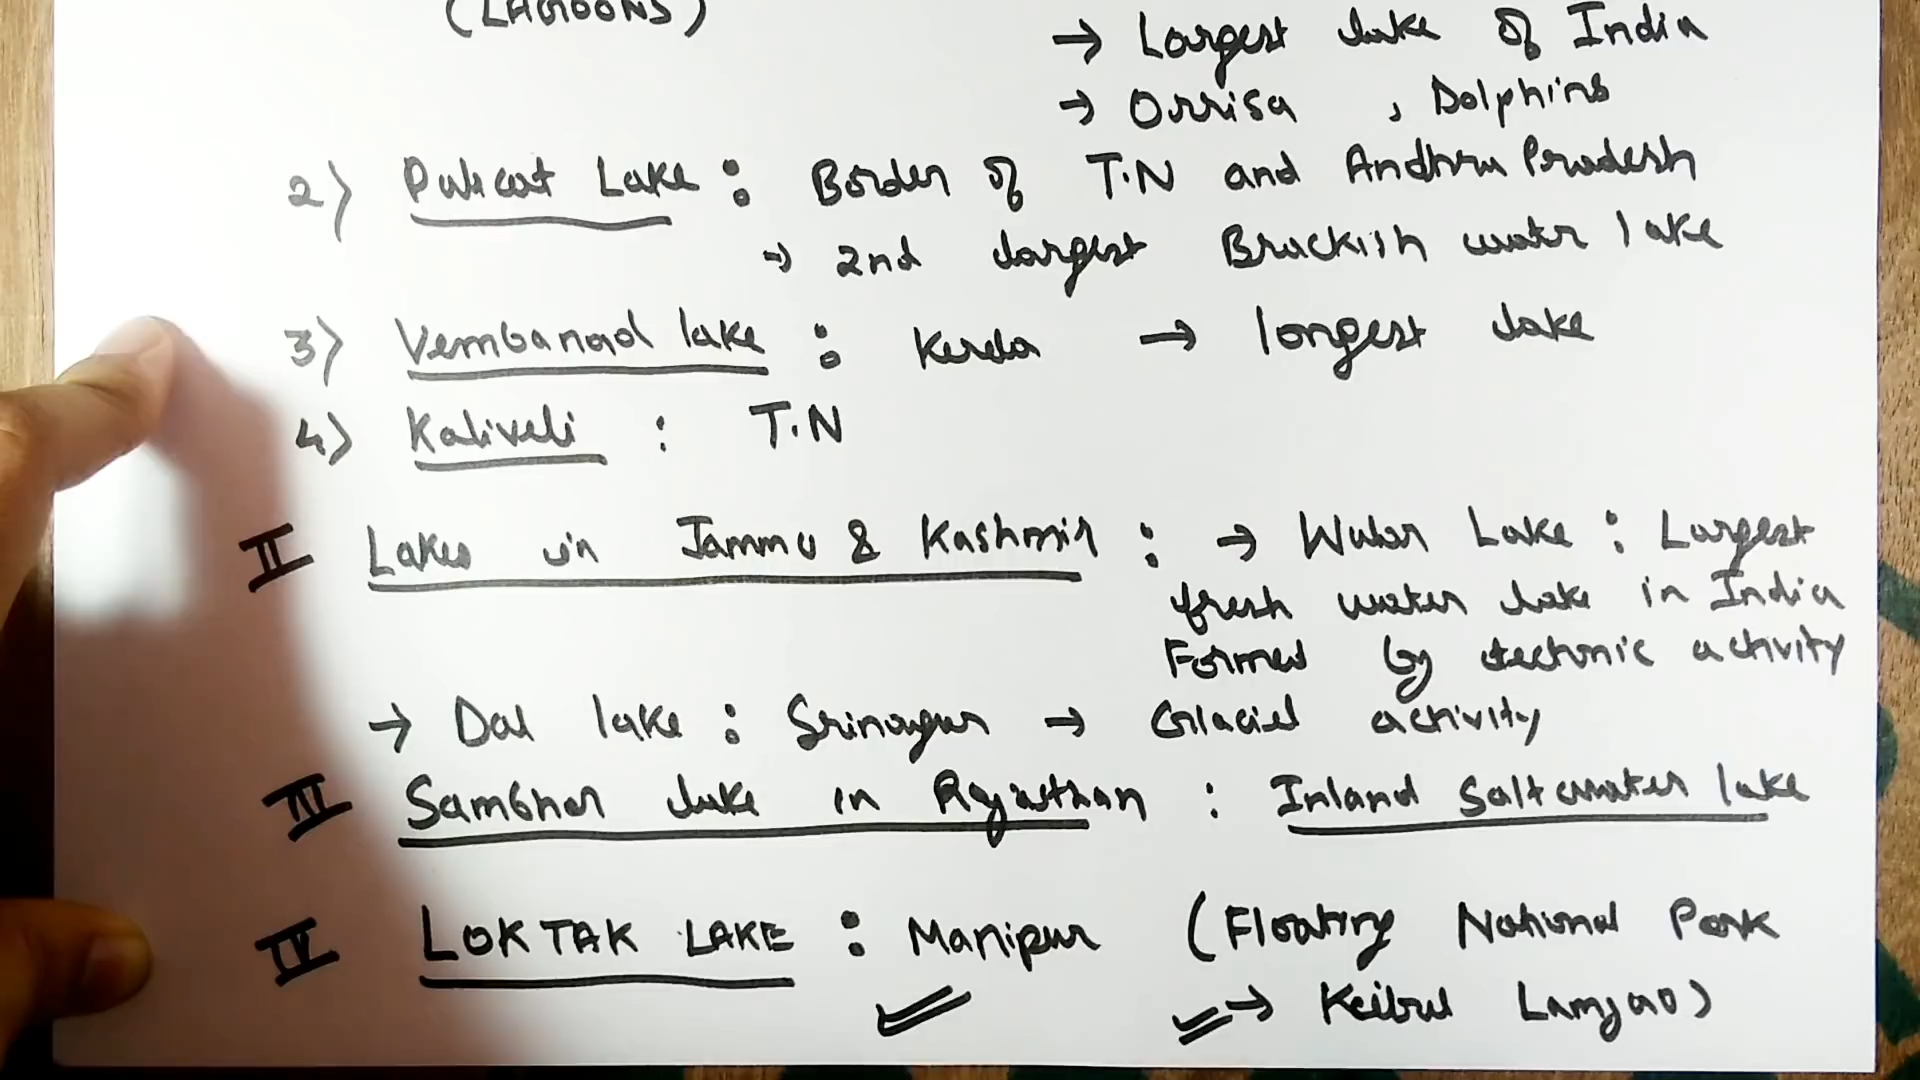 (LAGOONS)
→ Largest lake of India
→ Orrisa , Dolphins
2) Pulicat Lake : Border of T.N and Andhra Pradesh
→ 2nd largest Brackish water lake
3) Vembanad lake : Kerela → longest lake
4) Kaliveli : T.N
II Lakes in Jammu & Kashmir : → Wular Lake : Largest
fresh water lake in India
Formed by tectonic activity
→ Dal lake : Srinagar → Glacial activity
III Sambhar lake in Rajasthan : Inland Saltwater lake
IV LOKTAK LAKE : Manipur (Floating National Park
→ Keibul Lamjao)